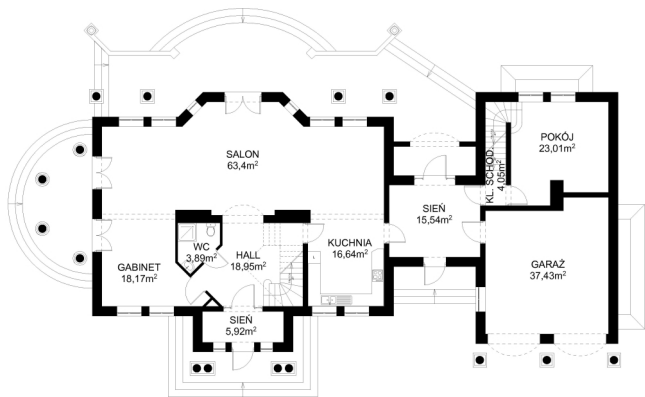 SALON
63,4m²
POKÓJ
23,01m²
KL. SCHOD.
4,05m²
SIEŃ
15,54m²
WC
3,89m²
HALL
18,95m²
KUCHNIA
16,64m²
GABINET
18,17m²
GARAŻ
37,43m²
SIEŃ
5,92m²